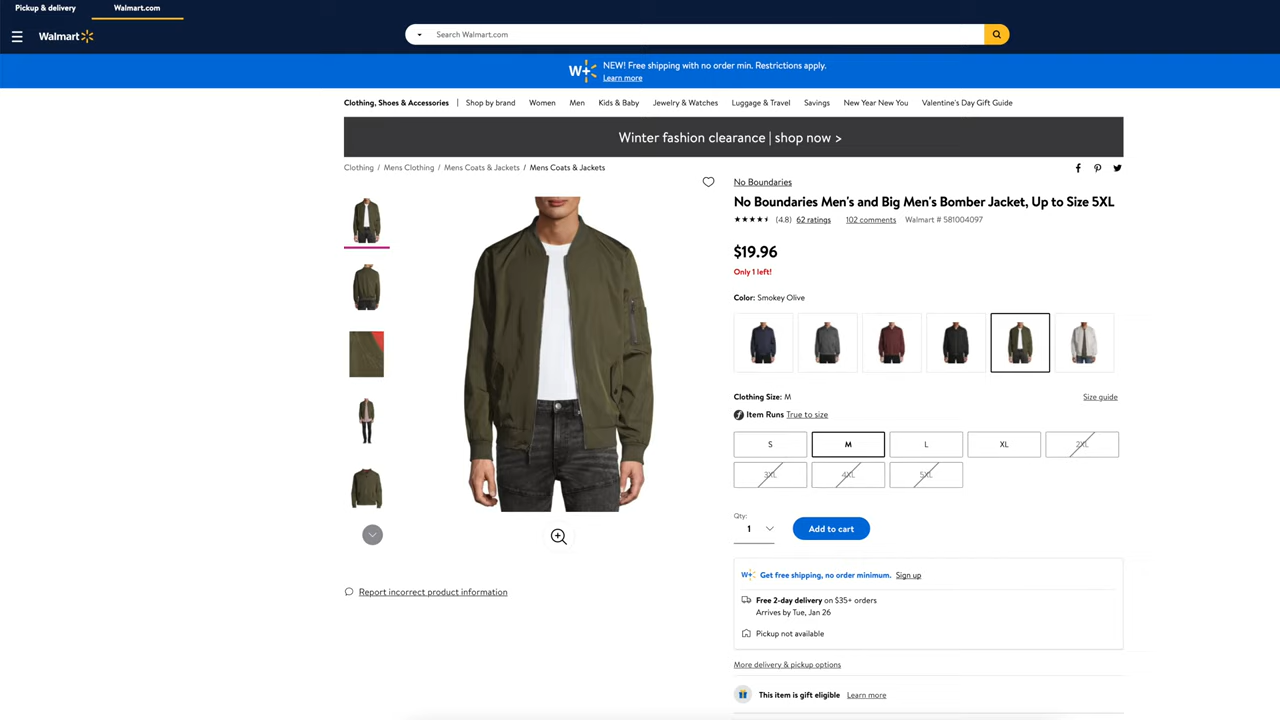 Pickup & delivery
Walmart.com
Walmart
Search Walmart.com
W+
NEW! Free shipping with no order min. Restrictions apply.
Learn more
Clothing, Shoes & Accessories | Shop by brand Women Men Kids & Baby Jewelry & Watches Luggage & Travel Savings New Year New You Valentine's Day Gift Guide
Winter fashion clearance | shop now >
Clothing / Mens Clothing / Mens Coats & Jackets / Mens Coats & Jackets
No Boundaries
No Boundaries Men's and Big Men's Bomber Jacket, Up to Size 5XL
(4.8) 62 ratings 102 comments Walmart # 581004097
$19.96
Only 1 left!
Color: Smokey Olive
Clothing Size: M
Size guide
Item Runs True to size
S M L XL 2XL
3XL 4XL 5XL
Qty:
1
Add to cart
W+ Get free shipping, no order minimum. Sign up
Free 2-day delivery on $35+ orders
Arrives by Tue, Jan 26
Pickup not available
More delivery & pickup options
This item is gift eligible Learn more
Report incorrect product information